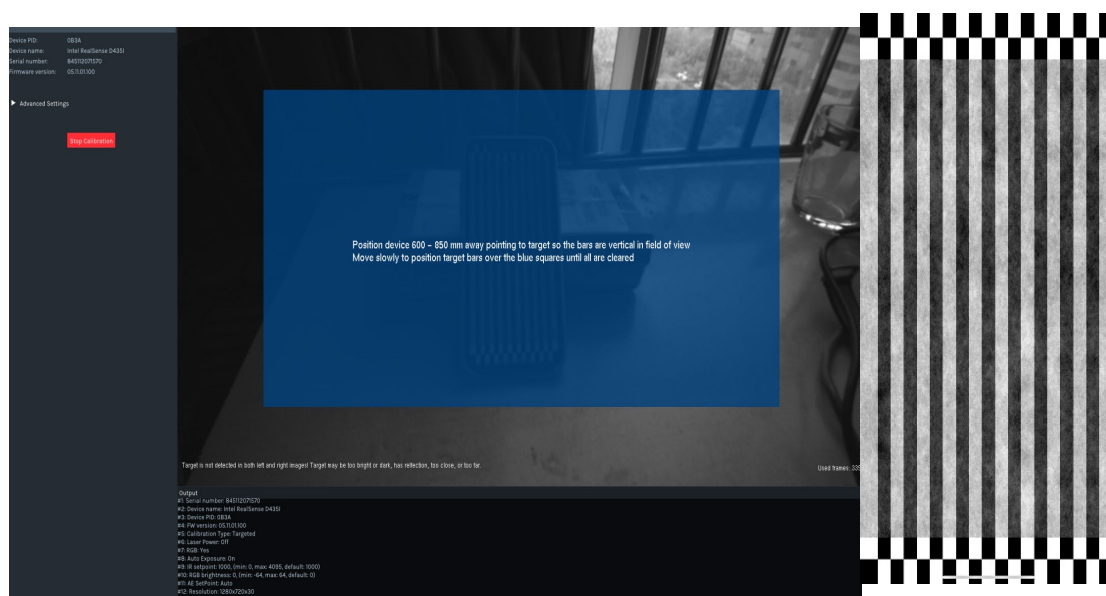 Device PID: 0B3A
Device name: Intel RealSense D435I
Serial number: 845112071570
Firmware version: 05.11.01.100
Advanced Settings
Stop Calibration
Position device 600 - 850 mm away pointing to target so the bars are vertical in field of view
Move slowly to position target bars over the blue squares until all are cleared
Target is not detected in both left and right images! Target may be too bright or dark, has reflection, too close, or too far.
Used frames: 339
Output
#1: Serial number: 845112071570
#2: Device name: Intel RealSense D435I
#3: Device PID: 0B3A
#4: FW version: 05.11.01.100
#5: Calibration Type: Targeted
#6: Laser Power: Off
#7: RGB: Yes
#8: Auto Exposure: On
#9: IR setpoint: 1000, (min: 0, max: 4095, default: 1000)
#10: RGB brightness: 0, (min: -64, max: 64, default: 0)
#11: AE SetPoint: Auto
#12: Resolution: 1280x720x30